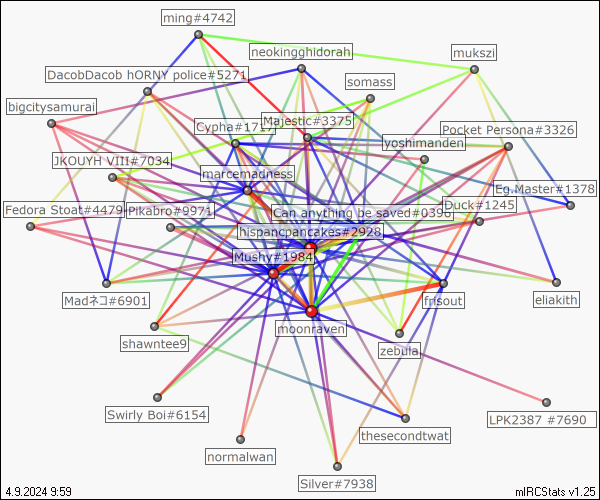 ming#4742
neokingghidorah
mukszi
DacobDacob hORNY police#5271
somass
bigcitysamurai
Cypha#1717
Majestic#3375
Pocket Persona#3326
yoshimanden
JKOUYH VIII#7034
marcemadness
Eg.Master#1378
Fedora Stoat#4479
Pikabro#9971
Can anything be saved#0396
Duck#1245
hispancpancakes#2928
Mushy#1984
Madネコ#6901
frisout
eliakith
moonraven
shawntee9
zebula
Swirly Boi#6154
LPK2387 #7690
thesecondtwat
normalwan
Silver#7938
4.9.2024 9:59
mIRCStats v1.25